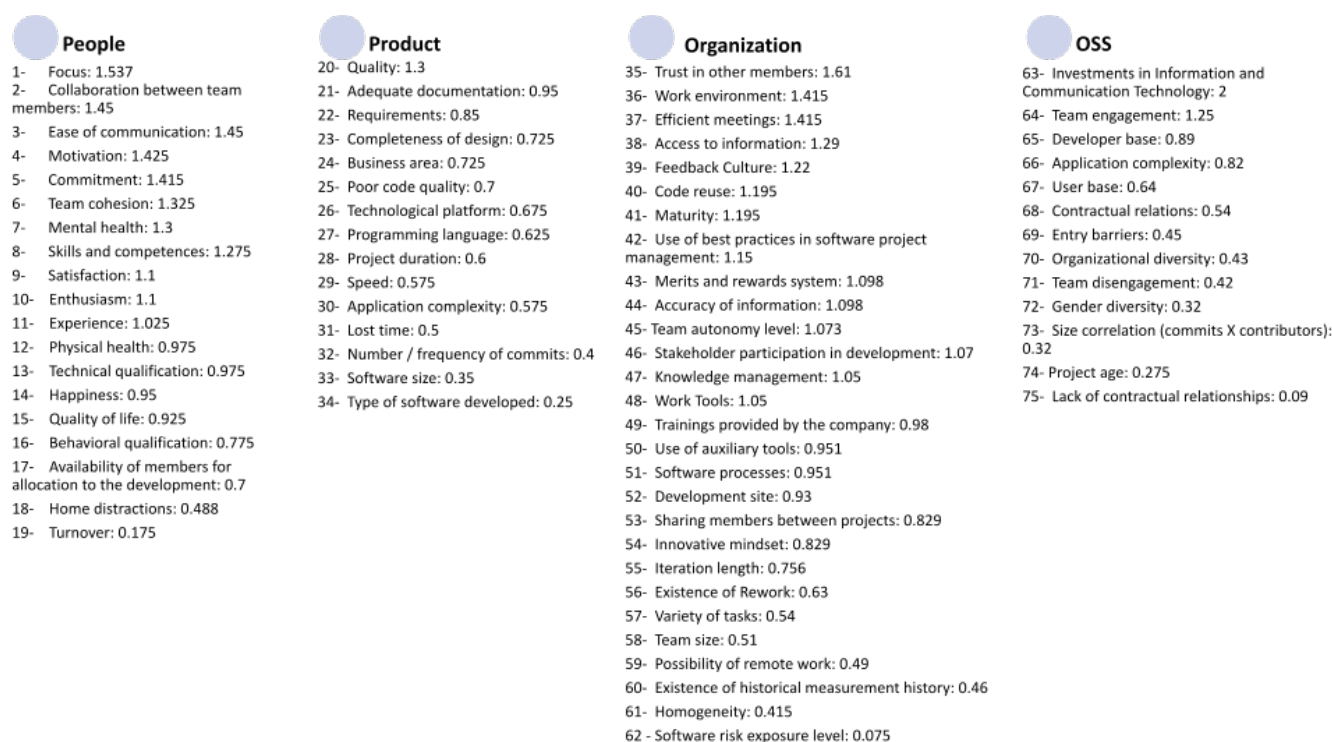 People
1- Focus: 1.537
2- Collaboration between team
members: 1.45
3- Ease of communication: 1.45
4- Motivation: 1.425
5- Commitment: 1.415
6- Team cohesion: 1.325
7- Mental health: 1.3
8- Skills and competences: 1.275
9- Satisfaction: 1.1
10- Enthusiasm: 1.1
11- Experience: 1.025
12- Physical health: 0.975
13- Technical qualification: 0.975
14- Happiness: 0.95
15- Quality of life: 0.925
16- Behavioral qualification: 0.775
17- Availability of members for
allocation to the development: 0.7
18- Home distractions: 0.488
19- Turnover: 0.175
Product
20- Quality: 1.3
21- Adequate documentation: 0.95
22- Requirements: 0.85
23- Completeness of design: 0.725
24- Business area: 0.725
25- Poor code quality: 0.7
26- Technological platform: 0.675
27- Programming language: 0.625
28- Project duration: 0.6
29- Speed: 0.575
30- Application complexity: 0.575
31- Lost time: 0.5
32- Number / frequency of commits: 0.4
33- Software size: 0.35
34- Type of software developed: 0.25
Organization
35- Trust in other members: 1.61
36- Work environment: 1.415
37- Efficient meetings: 1.415
38- Access to information: 1.29
39- Feedback Culture: 1.22
40- Code reuse: 1.195
41- Maturity: 1.195
42- Use of best practices in software project
management: 1.15
43- Merits and rewards system: 1.098
44- Accuracy of information: 1.098
45- Team autonomy level: 1.073
46- Stakeholder participation in development: 1.07
47- Knowledge management: 1.05
48- Work Tools: 1.05
49- Trainings provided by the company: 0.98
50- Use of auxiliary tools: 0.951
51- Software processes: 0.951
52- Development site: 0.93
53- Sharing members between projects: 0.829
54- Innovative mindset: 0.829
55- Iteration length: 0.756
56- Existence of Rework: 0.63
57- Variety of tasks: 0.54
58- Team size: 0.51
59- Possibility of remote work: 0.49
60- Existence of historical measurement history: 0.46
61- Homogeneity: 0.415
62 - Software risk exposure level: 0.075
OSS
63- Investments in Information and
Communication Technology: 2
64- Team engagement: 1.25
65- Developer base: 0.89
66- Application complexity: 0.82
67- User base: 0.64
68- Contractual relations: 0.54
69- Entry barriers: 0.45
70- Organizational diversity: 0.43
71- Team disengagement: 0.42
72- Gender diversity: 0.32
73- Size correlation (commits X contributors):
0.32
74- Project age: 0.275
75- Lack of contractual relationships: 0.09